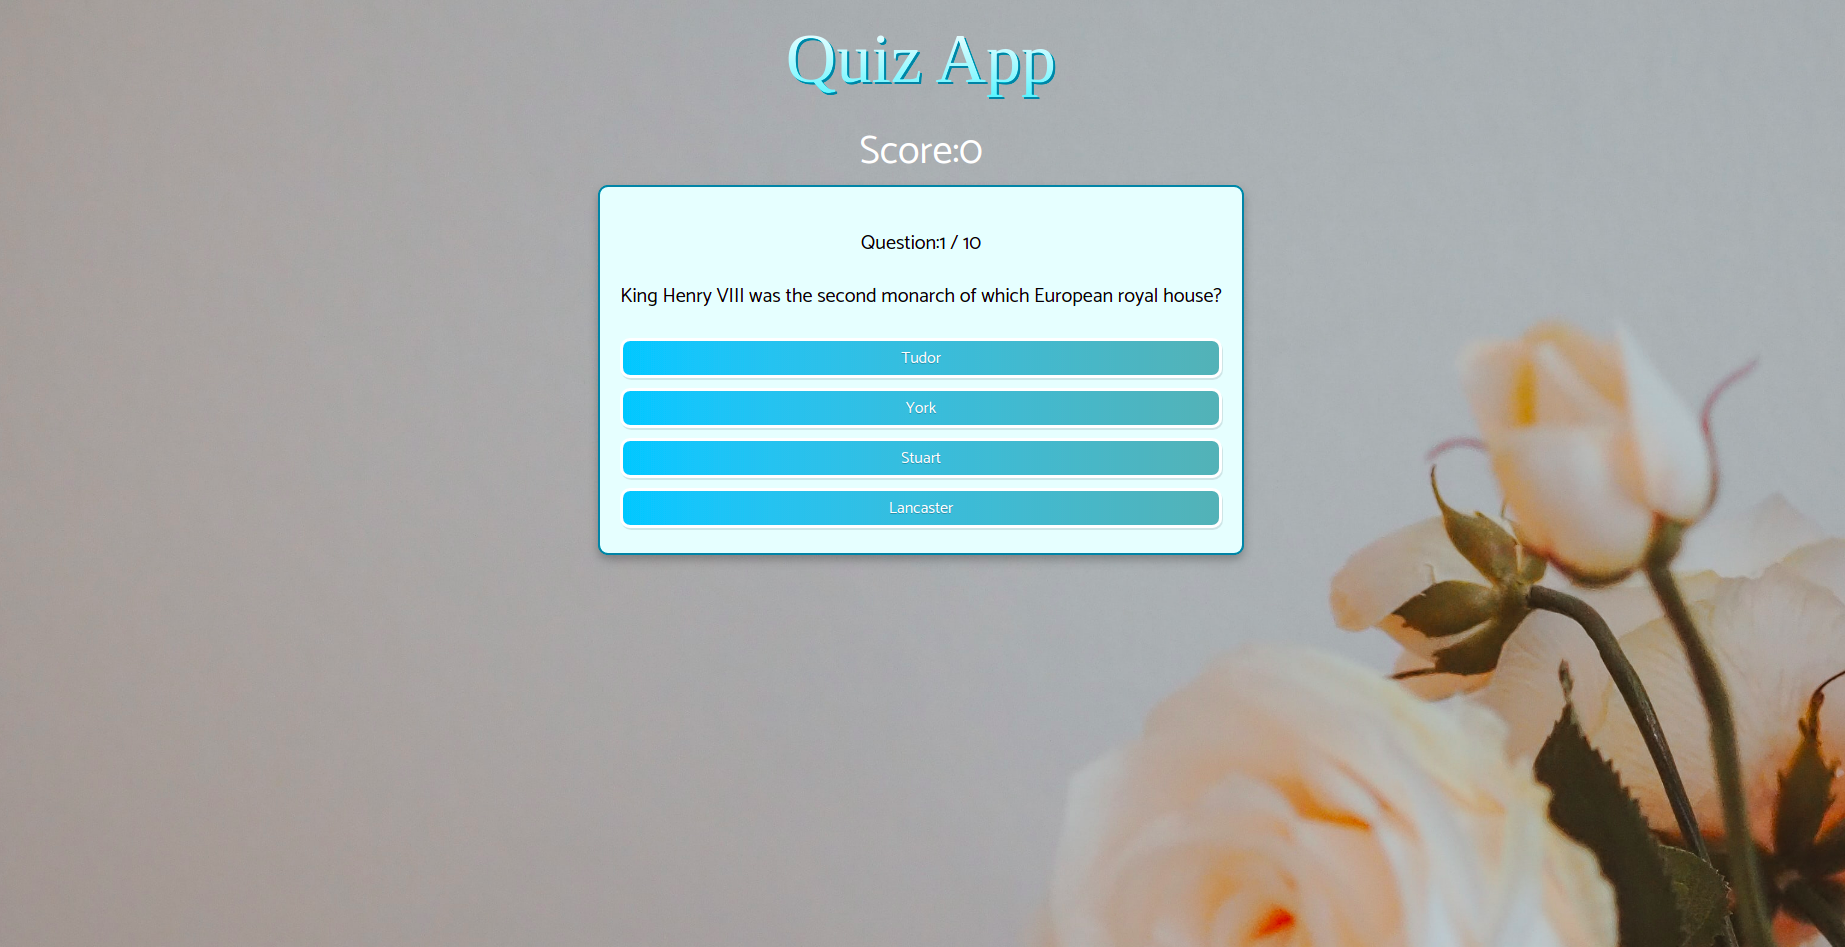 Quiz App
Score:0
Question:1 / 10
King Henry VIII was the second monarch of which European royal house?
Tudor
York
Stuart
Lancaster